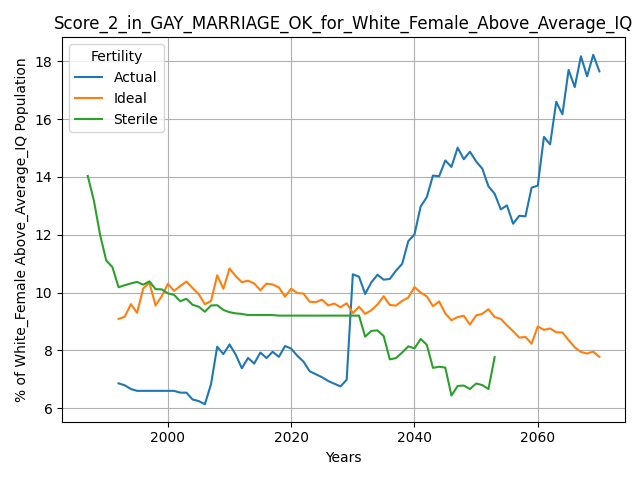 Score_2_in_GAY_MARRIAGE_OK_for_White_Female_Above_Average_IQ
Fertility
Actual
Ideal
Sterile
% of White_Female Above_Average_IQ Population
18
16
14
12
10
8
6
2000
2020
2040
2060
Years